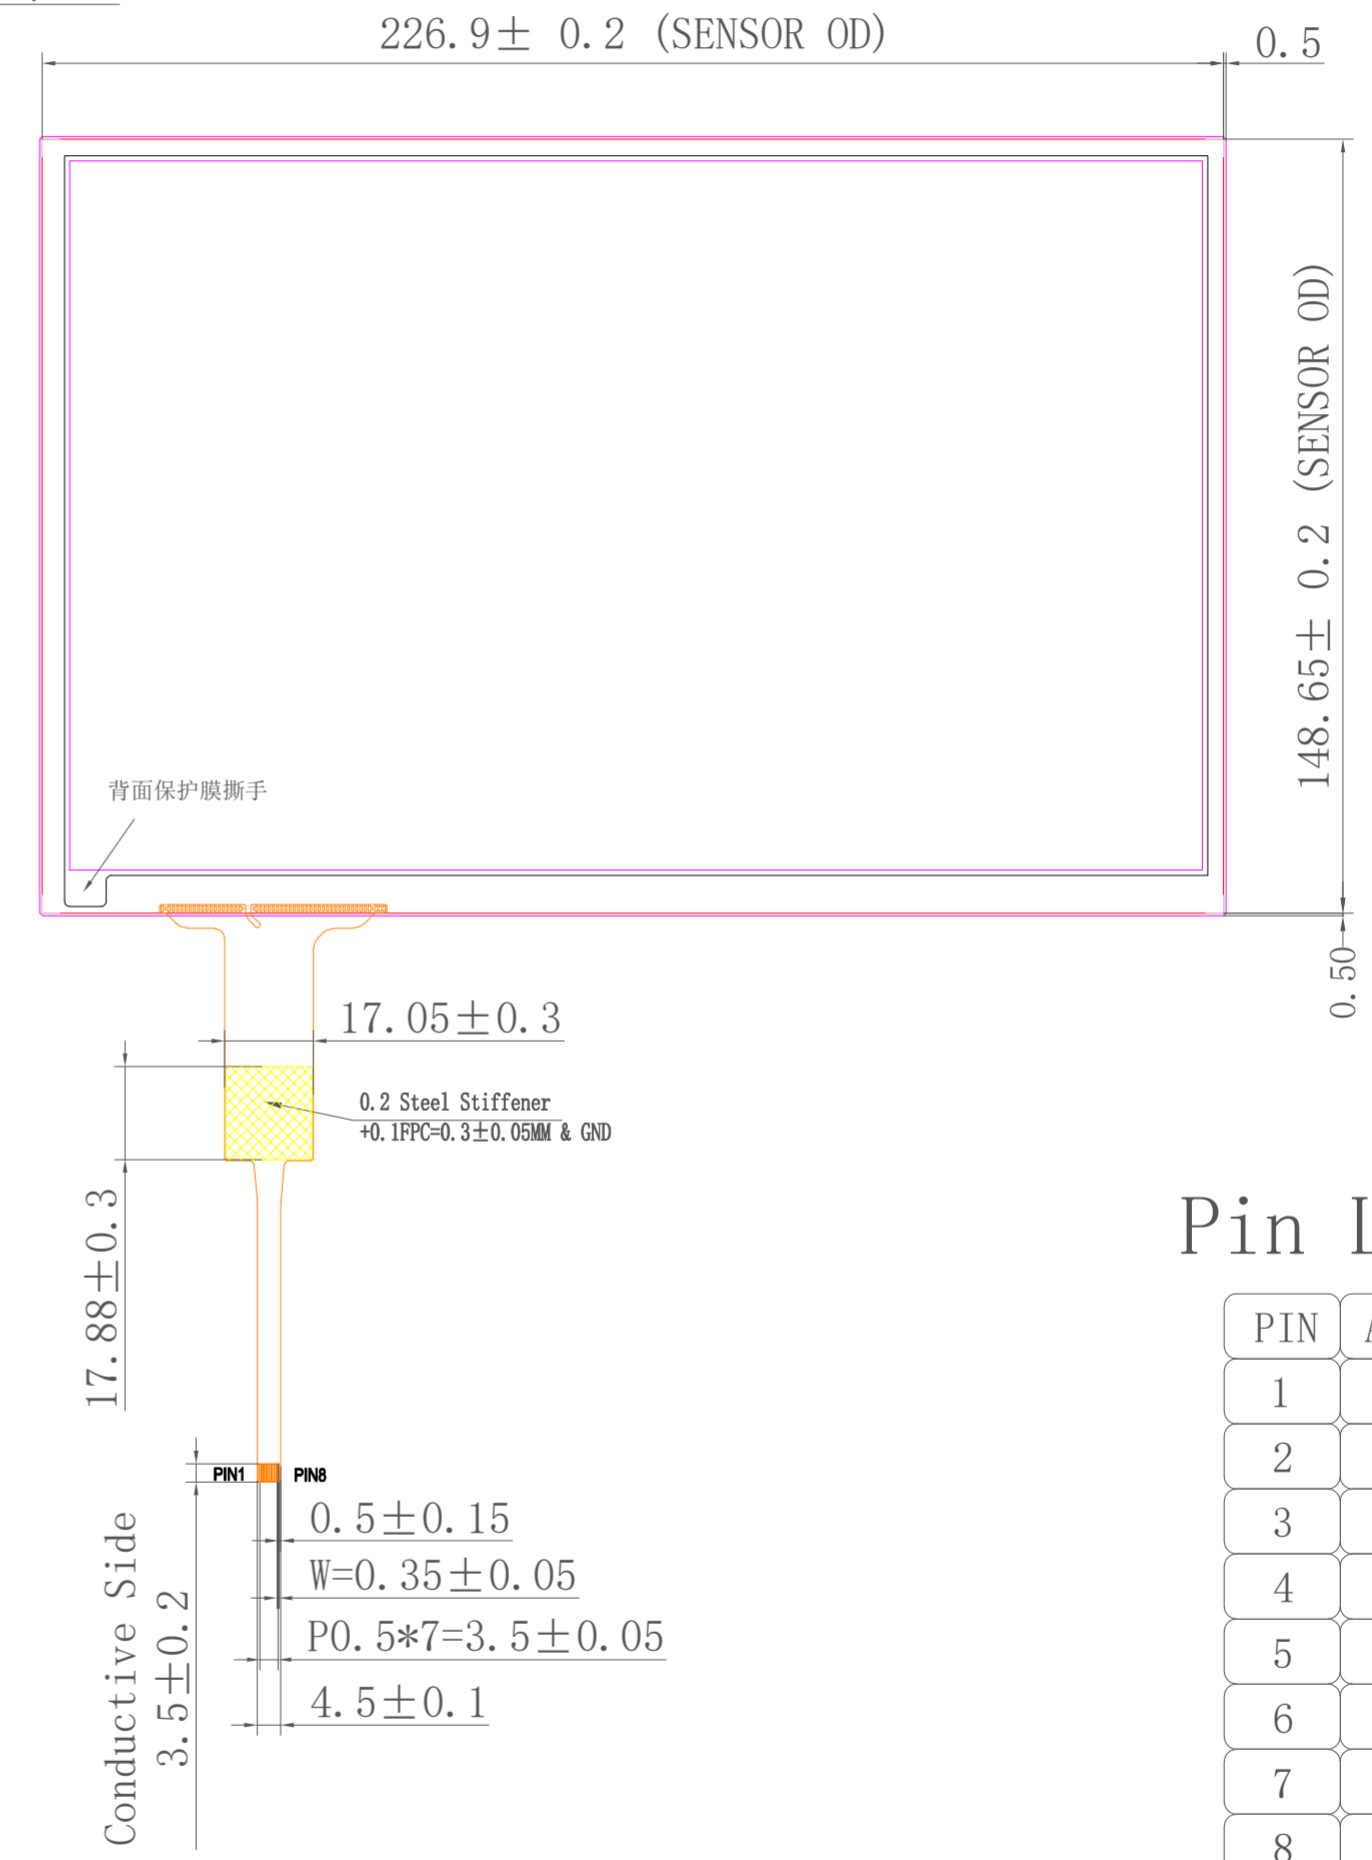 226.9± 0.2 (SENSOR OD)
0.5
148.65± 0.2 (SENSOR OD)
背面保护膜撕手
0.50
17.05±0.3
0.2 Steel Stiffener
+0.1FPC=0.3±0.05MM & GND
17.88±0.3
Pin
PIN
1
2
3
4
5
6
7
8
PIN1
PIN8
0.5±0.15
W=0.35±0.05
P0.5*7=3.5±0.05
4.5±0.1
Conductive Side
3.5±0.2